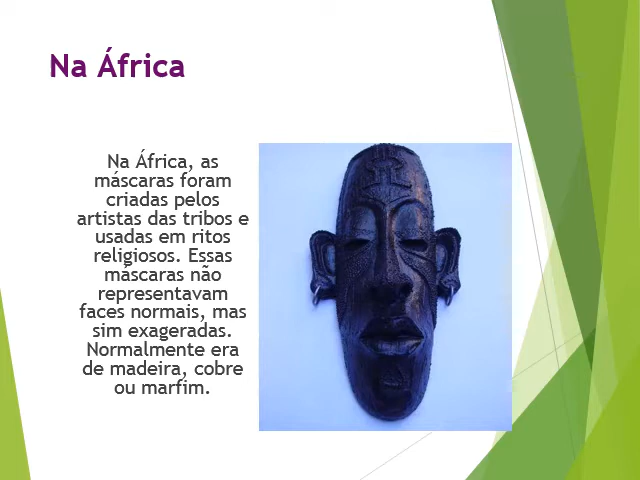 Na África
Na África, as
máscaras foram
criadas pelos
artistas das tribos e
usadas em ritos
religiosos. Essas
máscaras não
representavam
faces normais, mas
sim exageradas.
Normalmente era
de madeira, cobre
ou marfim.